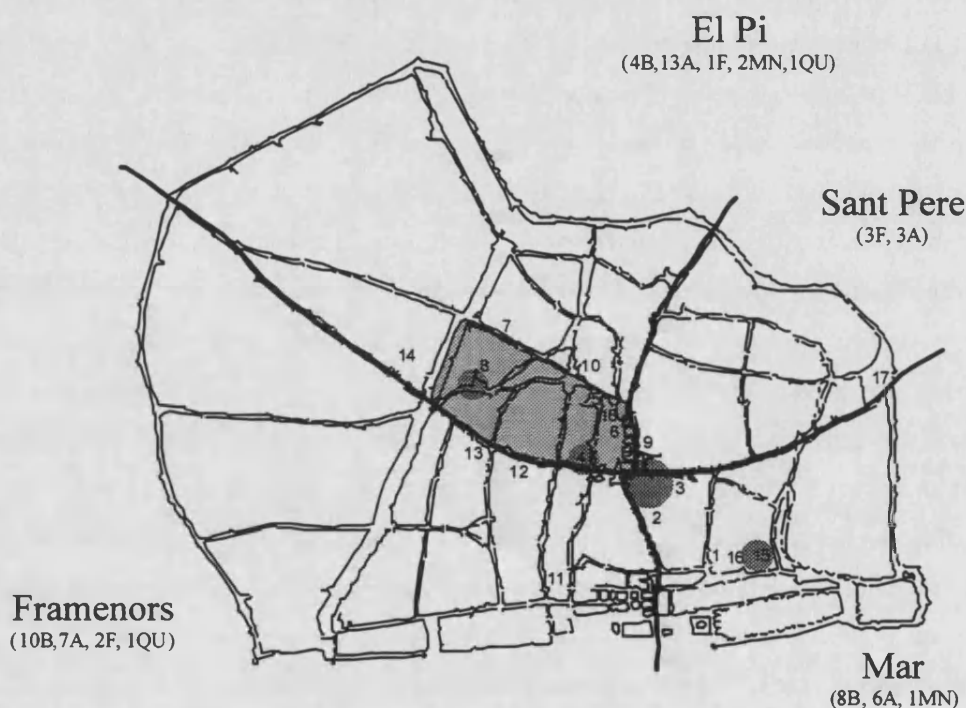 El Pi
(4B,13A, 1F, 2MN,1QU)
Sant Pere
(3F, 3A)
7
14
8
10
17
18
6
9
13
4
12
5
3
2
1
16
15
11
Framenors
(10B,7A, 2F, 1QU)
Mar
(8B, 6A, 1MN)